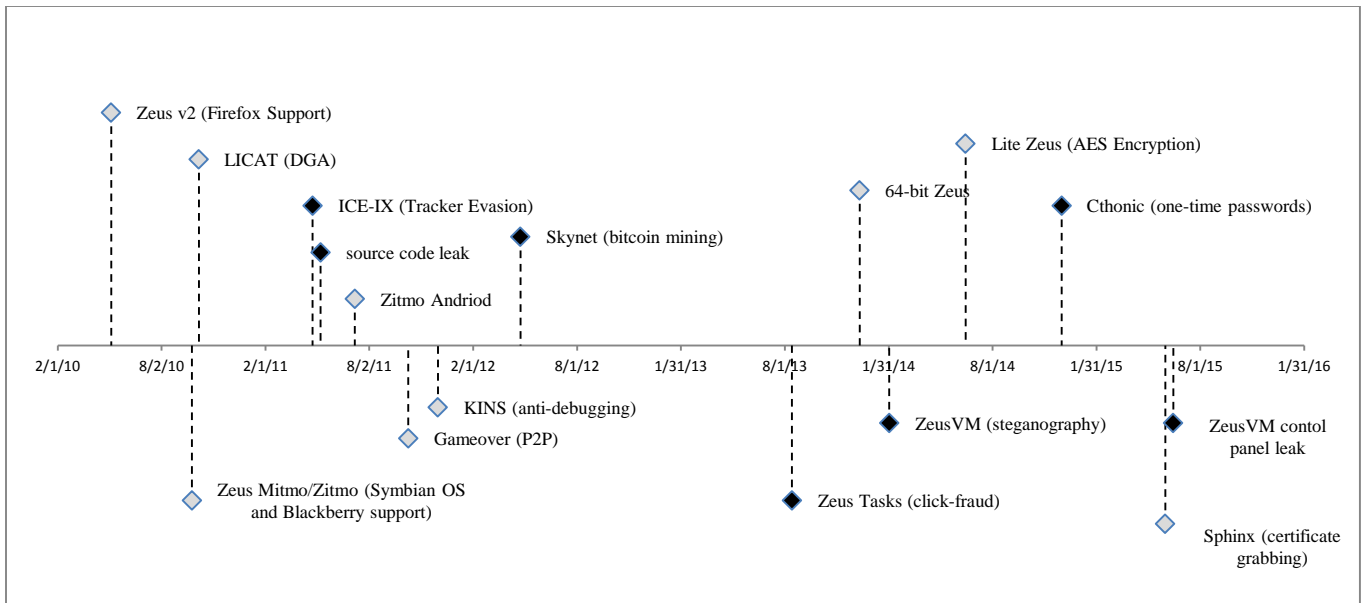 Zeus v2 (Firefox Support)
Lite Zeus (AES Encryption)
LICAT (DGA)
64-bit Zeus
ICE-IX (Tracker Evasion)
Cthonic (one-time passwords)
Skynet (bitcoin mining)
source code leak
Zitmo Andriod
2/1/10 8/2/10 2/1/11 8/2/11 2/1/12 8/1/12 1/31/13 8/1/13 1/31/14 8/1/14 1/31/15 8/1/15 1/31/16
KINS (anti-debugging)
ZeusVM (steganography)
ZeusVM contol
panel leak
Gameover (P2P)
Zeus Mitmo/Zitmo (Symbian OS
and Blackberry support)
Zeus Tasks (click-fraud)
Sphinx (certificate
grabbing)